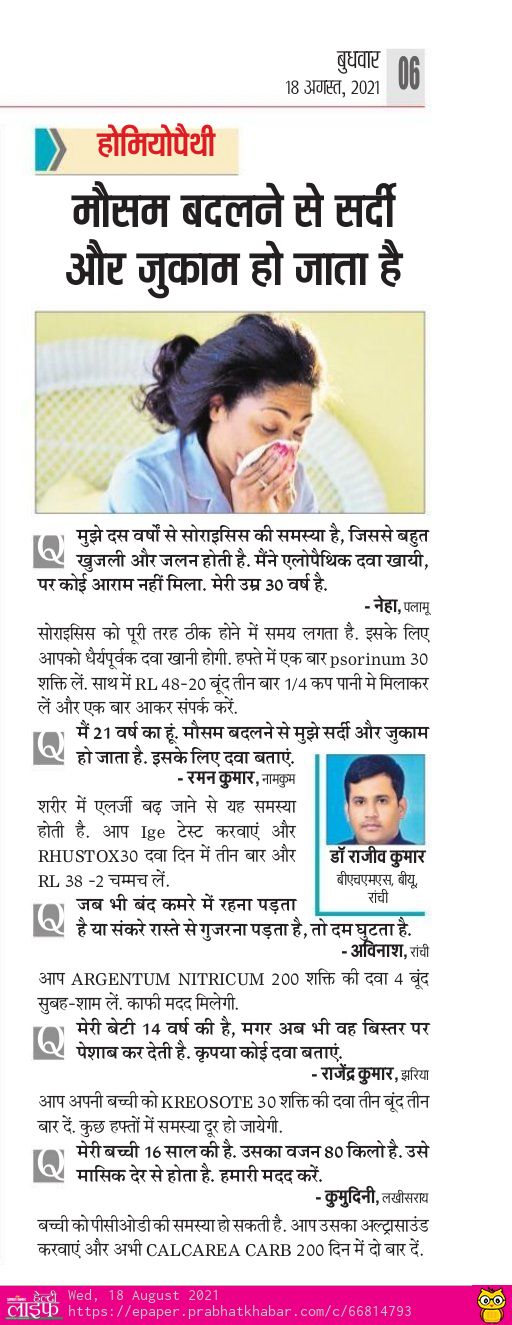 बुधवार
18 अगस्त, 2021
06
होमियोपैथी
मौसम बदलने से सर्दी
और जुकाम हो जाता है
Q मुझे दस वर्षों से सोराइसिस की समस्या है, जिससे बहुत
खुजली और जलन होती है. मैंने एलोपैथिक दवा खायी,
पर कोई आराम नहीं मिला. मेरी उम्र 30 वर्ष है.
- नेहा, पलामू
सोराइसिस को पूरी तरह ठीक होने में समय लगता है. इसके लिए
आपको धैर्यपूर्वक दवा खानी होगी. हफ्ते में एक बार psorinum 30
शक्ति लें. साथ में RL 48-20 बूंद तीन बार 1/4 कप पानी मे मिलाकर
लें और एक बार आकर संपर्क करें.
Q मैं 21 वर्ष का हूं. मौसम बदलने से मुझे सर्दी और जुकाम
हो जाता है. इसके लिए दवा बताएं.
- रमन कुमार, नामकुम
शरीर में एलर्जी बढ़ जाने से यह समस्या
होती है. आप Ige टेस्ट करवाएं और
RHUSTOX30 दवा दिन में तीन बार और
RL 38 -2 चम्मच लें.
डॉ राजीव कुमार
बीएचएमएस, बीयू,
रांची
Q जब भी बंद कमरे में रहना पड़ता
है या संकरे रास्ते से गुजरना पड़ता है, तो दम घुटता है.
- अविनाश, रांची
आप ARGENTUM NITRICUM 200 शक्ति की दवा 4 बूंद
सुबह-शाम लें. काफी मदद मिलेगी.
Q मेरी बेटी 14 वर्ष की है, मगर अब भी वह बिस्तर पर
पेशाब कर देती है. कृपया कोई दवा बताएं.
- राजेंद्र कुमार, झरिया
आप अपनी बच्ची को KREOSOTE 30 शक्ति की दवा तीन बूंद तीन
बार दें. कुछ हफ्तों में समस्या दूर हो जायेगी.
Q मेरी बच्ची 16 साल की है. उसका वजन 80 किलो है. उसे
मासिक देर से होता है. हमारी मदद करें.
- कुमुदिनी, लखीसराय
बच्ची को पीसीओडी की समस्या हो सकती है. आप उसका अल्ट्रासाउंड
करवाएं और अभी CALCAREA CARB 200 दिन में दो बार दें.
हेल्दी
लाइफ
Wed, 18 August 2021
https://epaper.prabhatkhabar.com/c/66814793